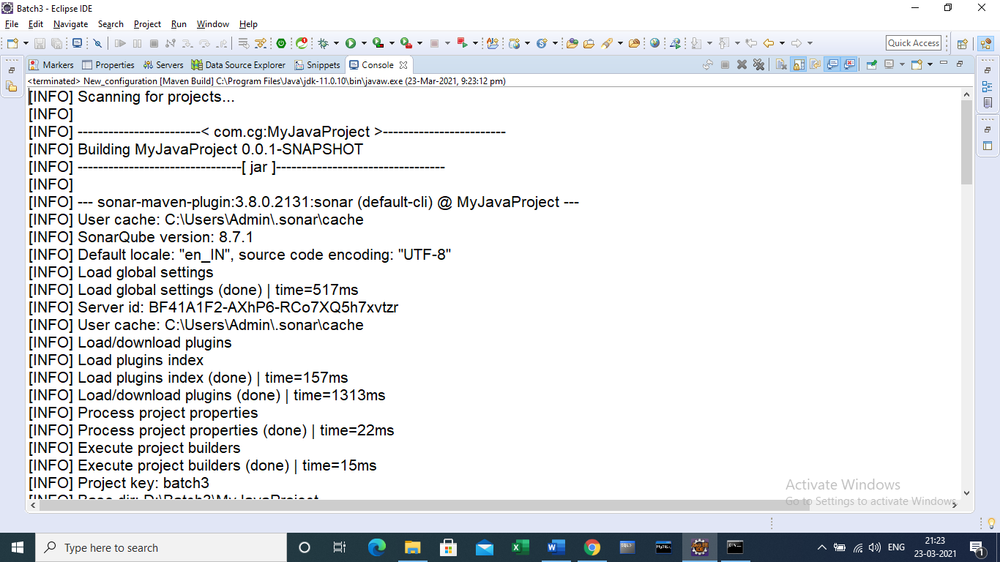 Batch3 - Eclipse IDE
File Edit Navigate Search Project Run Window Help
Quick Access
Markers Properties Servers Data Source Explorer Snippets Console
<terminated> New_configuration [Maven Build] C:\Program Files\Java\jdk-11.0.10\bin\javaw.exe (23-Mar-2021, 9:23:12 pm)
[INFO] Scanning for projects...
[INFO]
[INFO] ------------------------< com.cg:MyJavaProject >------------------------
[INFO] Building MyJavaProject 0.0.1-SNAPSHOT
[INFO] --------------------------------[ jar ]---------------------------------
[INFO]
[INFO] --- sonar-maven-plugin:3.8.0.2131:sonar (default-cli) @ MyJavaProject ---
[INFO] User cache: C:\Users\Admin\.sonar\cache
[INFO] SonarQube version: 8.7.1
[INFO] Default locale: "en_IN", source code encoding: "UTF-8"
[INFO] Load global settings
[INFO] Load global settings (done) | time=517ms
[INFO] Server id: BF41A1F2-AXhP6-RCo7XQ5h7xvtzr
[INFO] User cache: C:\Users\Admin\.sonar\cache
[INFO] Load/download plugins
[INFO] Load plugins index
[INFO] Load plugins index (done) | time=157ms
[INFO] Load/download plugins (done) | time=1313ms
[INFO] Process project properties
[INFO] Process project properties (done) | time=22ms
[INFO] Execute project builders
[INFO] Execute project builders (done) | time=15ms
[INFO] Project key: batch3
[INFO] Base dir: D:\Batch3\MyJavaProject
Activate Windows
Go to Settings to activate Windows.
Type here to search
ENG
21:23
23-03-2021
1